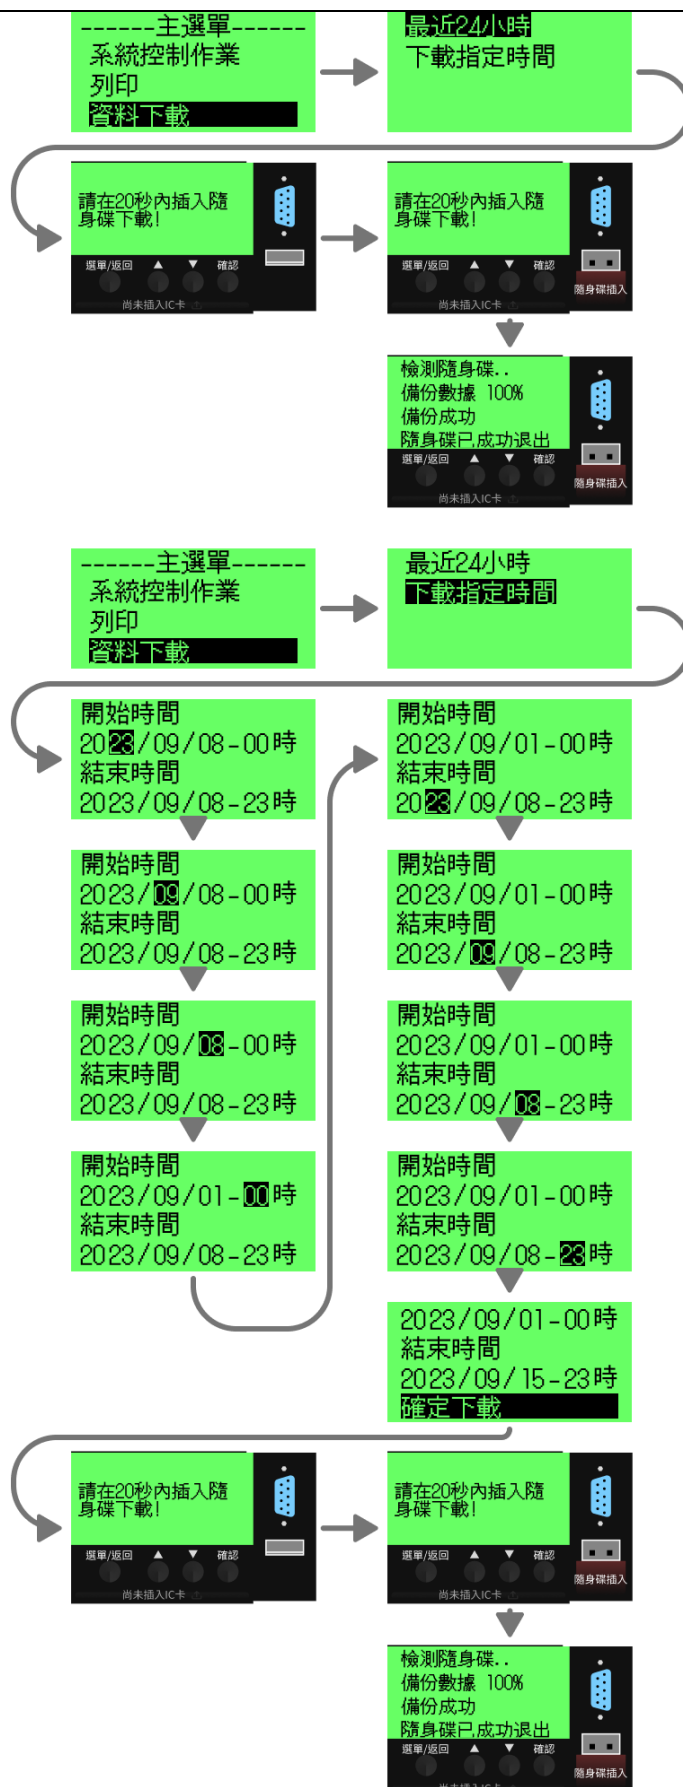 ------主選單------
系統控制作業
列印
資料下載
最近24小時
下載指定時間
請在20秒內插入隨
身碟下載!
選單/返回 ▲ ▼ 確認
尚未插入IC卡
請在20秒內插入隨
身碟下載!
選單/返回 ▲ ▼ 確認
隨身碟插入
尚未插入IC卡
檢測隨身碟..
備份數據 100%
備份成功
隨身碟已成功退出
選單/返回 ▲ ▼ 確認
隨身碟插入
尚未插入IC卡
------主選單------
系統控制作業
列印
資料下載
最近24小時
下載指定時間
開始時間
2023/09/08-00時
結束時間
2023/09/08-23時
開始時間
2023/09/08-00時
結束時間
2023/09/08-23時
開始時間
2023/09/08-00時
結束時間
2023/09/08-23時
開始時間
2023/09/01-00時
結束時間
2023/09/08-23時
開始時間
2023/09/01-00時
結束時間
2023/09/08-23時
開始時間
2023/09/01-00時
結束時間
2023/09/08-23時
開始時間
2023/09/01-00時
結束時間
2023/09/08-23時
開始時間
2023/09/01-00時
結束時間
2023/09/08-23時
2023/09/01-00時
結束時間
2023/09/15-23時
確定下載
請在20秒內插入隨
身碟下載!
選單/返回 ▲ ▼ 確認
尚未插入IC卡
請在20秒內插入隨
身碟下載!
選單/返回 ▲ ▼ 確認
隨身碟插入
尚未插入IC卡
檢測隨身碟..
備份數據 100%
備份成功
隨身碟已成功退出
選單/返回 ▲ ▼ 確認
隨身碟插入
尚未插入IC卡